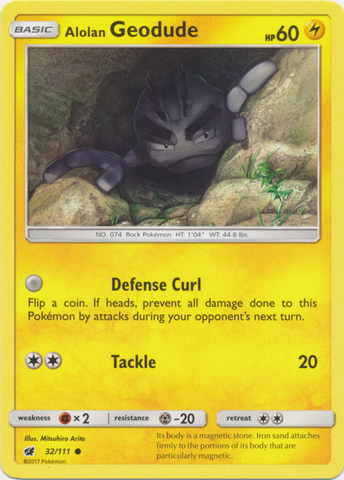 BASIC Alolan Geodude HP 60
NO. 074 Rock Pokémon HT: 1'04" WT: 44.8 lbs.
Defense Curl
Flip a coin. If heads, prevent all damage done to this
Pokémon by attacks during your opponent's next turn.
Tackle 20
weakness × 2 resistance -20 retreat
Illus. Mitsuhiro Arita
32/111
©2017 Pokémon
Its body is a magnetic stone. Iron sand attaches
firmly to the portions of its body that are
particularly magnetic.